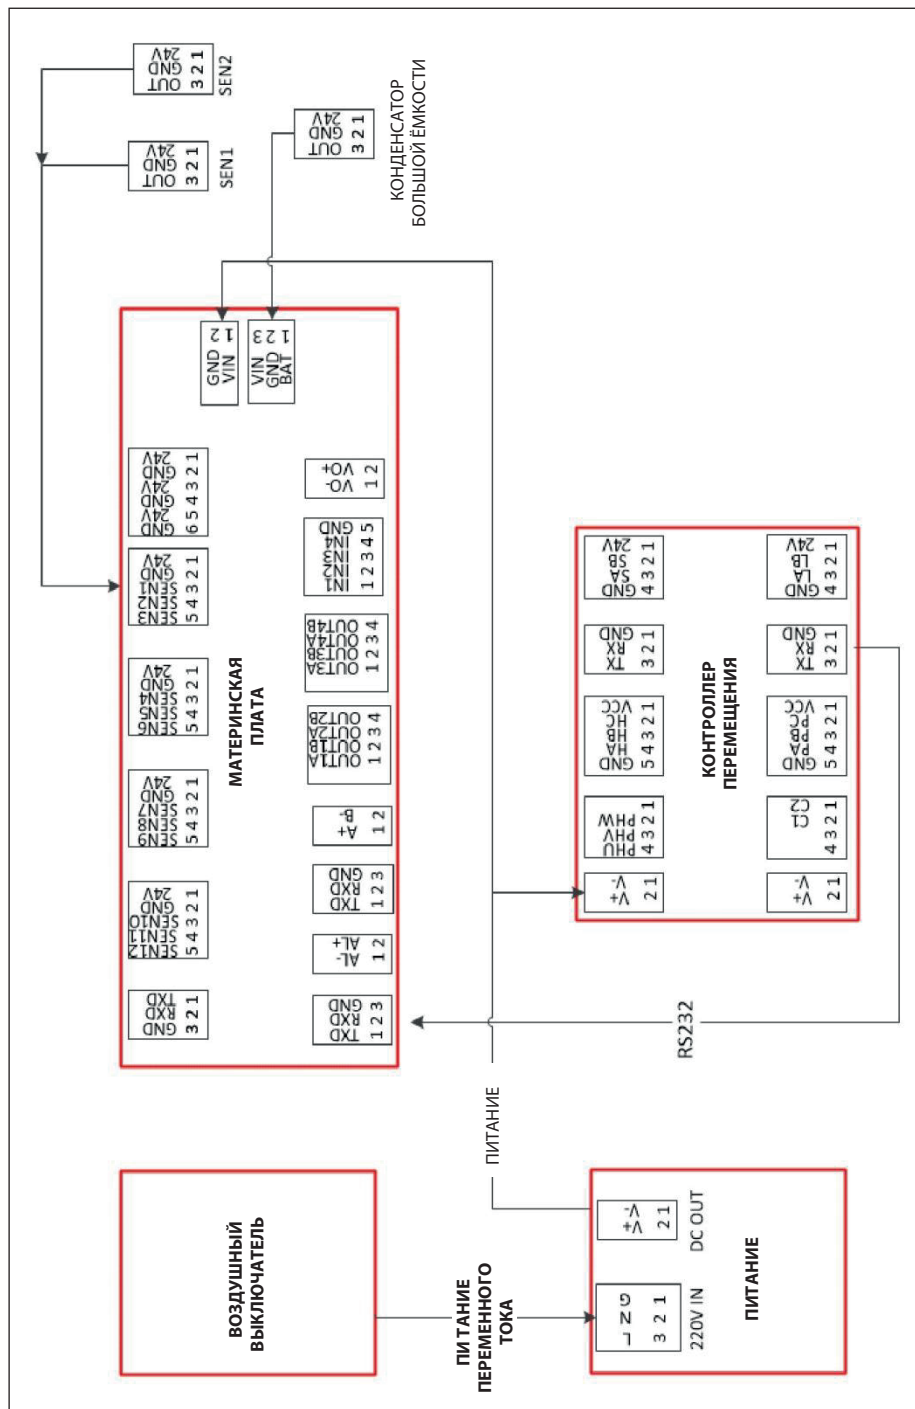 ВОЗДУШНЫЙ
ВЫКЛЮЧАТЕЛЬ
ПИТАНИЕ
ПЕРЕМЕННОГО
ТОКА
L
N
G
3 2 1
220V IN
V+
V-
2 1
DC OUT
ПИТАНИЕ
ПИТАНИЕ
RS232
МАТЕРИНСКАЯ
ПЛАТА
GND
RXD
TXD
3 2 1
SEN12
SEN11
SEN10
GND
24V
5 4 3 2 1
SEN9
SEN8
SEN7
GND
24V
5 4 3 2 1
SEN6
SEN5
SEN4
GND
24V
5 4 3 2 1
SEN3
SEN2
SEN1
GND
24V
5 4 3 2 1
GND
24V
GND
24V
GND
24V
6 5 4 3 2 1
TXD
RXD
GND
1 2 3
AL-
AL+
1 2
TXD
RXD
GND
1 2 3
A+
B-
1 2
OUT1A
OUT1B
OUT2A
OUT2B
1 2 3 4
OUT3A
OUT3B
OUT4A
OUT4B
1 2 3 4
IN1
IN2
IN3
IN4
GND
1 2 3 4 5
VO-
VO+
1 2
GND
VIN
1 2
VIN
GND
BAT
1 2 3
КОНТРОЛЛЕР
ПЕРЕМЕЩЕНИЯ
V+
V-
2 1
PHU
PHV
PHW
4 3 2 1
GND
HA
HB
HC
VCC
5 4 3 2 1
TX
RX
GND
3 2 1
GND
SA
SB
24V
4 3 2 1
V+
V-
2 1
C1
C2
4 3 2 1
GND
PA
PB
PC
VCC
5 4 3 2 1
TX
RX
GND
3 2 1
GND
LA
LB
24V
4 3 2 1
OUT
GND
24V
3 2 1
SEN1
OUT
GND
24V
3 2 1
SEN2
OUT
GND
24V
3 2 1
КОНДЕНСАТОР
БОЛЬШОЙ ЁМКОСТИ